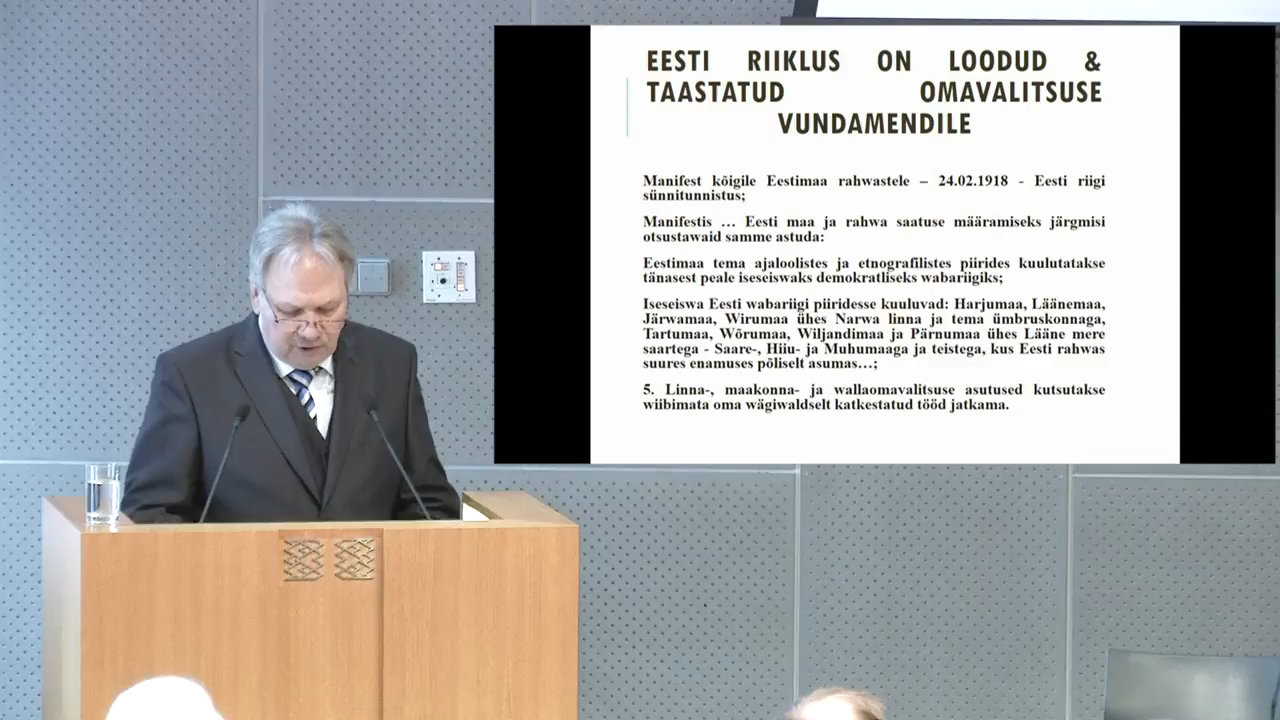 EESTI RIIKLUS ON LOODUD &
TAASTATUD OMAVALITSUSE
VUNDAMENDILE
Manifest kõigile Eestimaa rahwastele – 24.02.1918 - Eesti riigi
sünnitunnistus;
Manifestis … Eesti maa ja rahwa saatuse määramiseks järgmisi
otsustawaid samme astuda:
Eestimaa tema ajaloolistes ja etnografilistes piirides kuulutatakse
tänasest peale iseseiswaks demokratliseks wabariigiks;
Iseseiswa Eesti wabariigi piiridesse kuuluvad: Harjumaa, Läänemaa,
Järwamaa, Wirumaa ühes Narwa linna ja tema ümbruskonnaga,
Tartumaa, Wõrumaa, Wiljandimaa ja Pärnumaa ühes Lääne mere
saartega - Saare-, Hiiu- ja Muhumaaga ja teistega, kus Eesti rahwas
suures enamuses põliselt asumas…;
5. Linna-, maakonna- ja wallaomavalitsuse asutused kutsutakse
wiibimata oma wägiwaldselt katkestatud tööd jatkama.